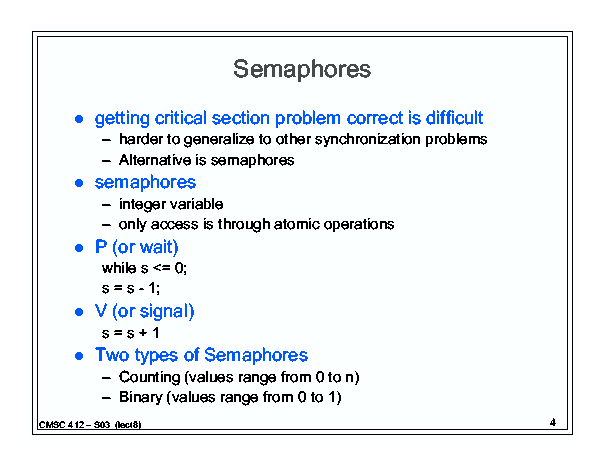 Semaphores
● getting critical section problem correct is difficult
– harder to generalize to other synchronization problems
– Alternative is semaphores
● semaphores
– integer variable
– only access is through atomic operations
● P (or wait)
while s <= 0;
s = s - 1;
● V (or signal)
s = s + 1
● Two types of Semaphores
– Counting (values range from 0 to n)
– Binary (values range from 0 to 1)
CMSC 412 – S03 (lect8)
4